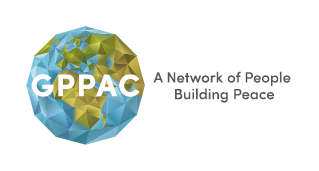 GPPAC
A Network of People
Building Peace